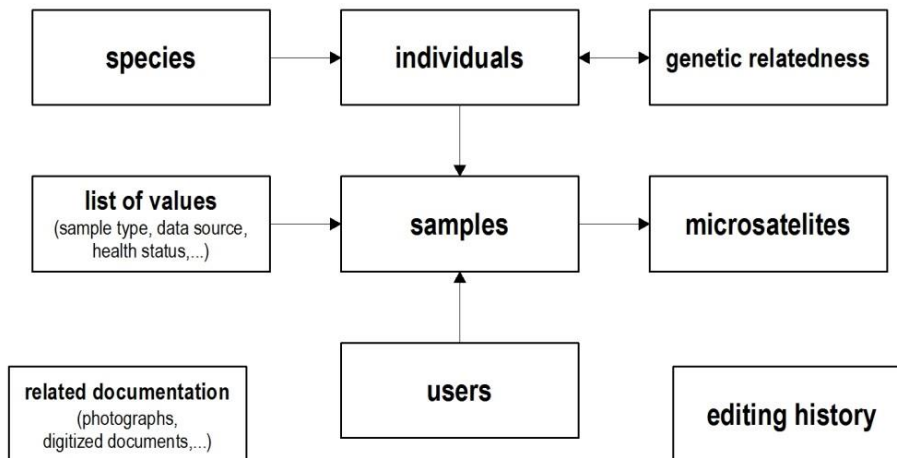 species
individuals
genetic relatedness
list of values
(sample type, data source,
health status,...)
samples
microsatelites
users
related documentation
(photographs,
digitized documents,...)
editing history